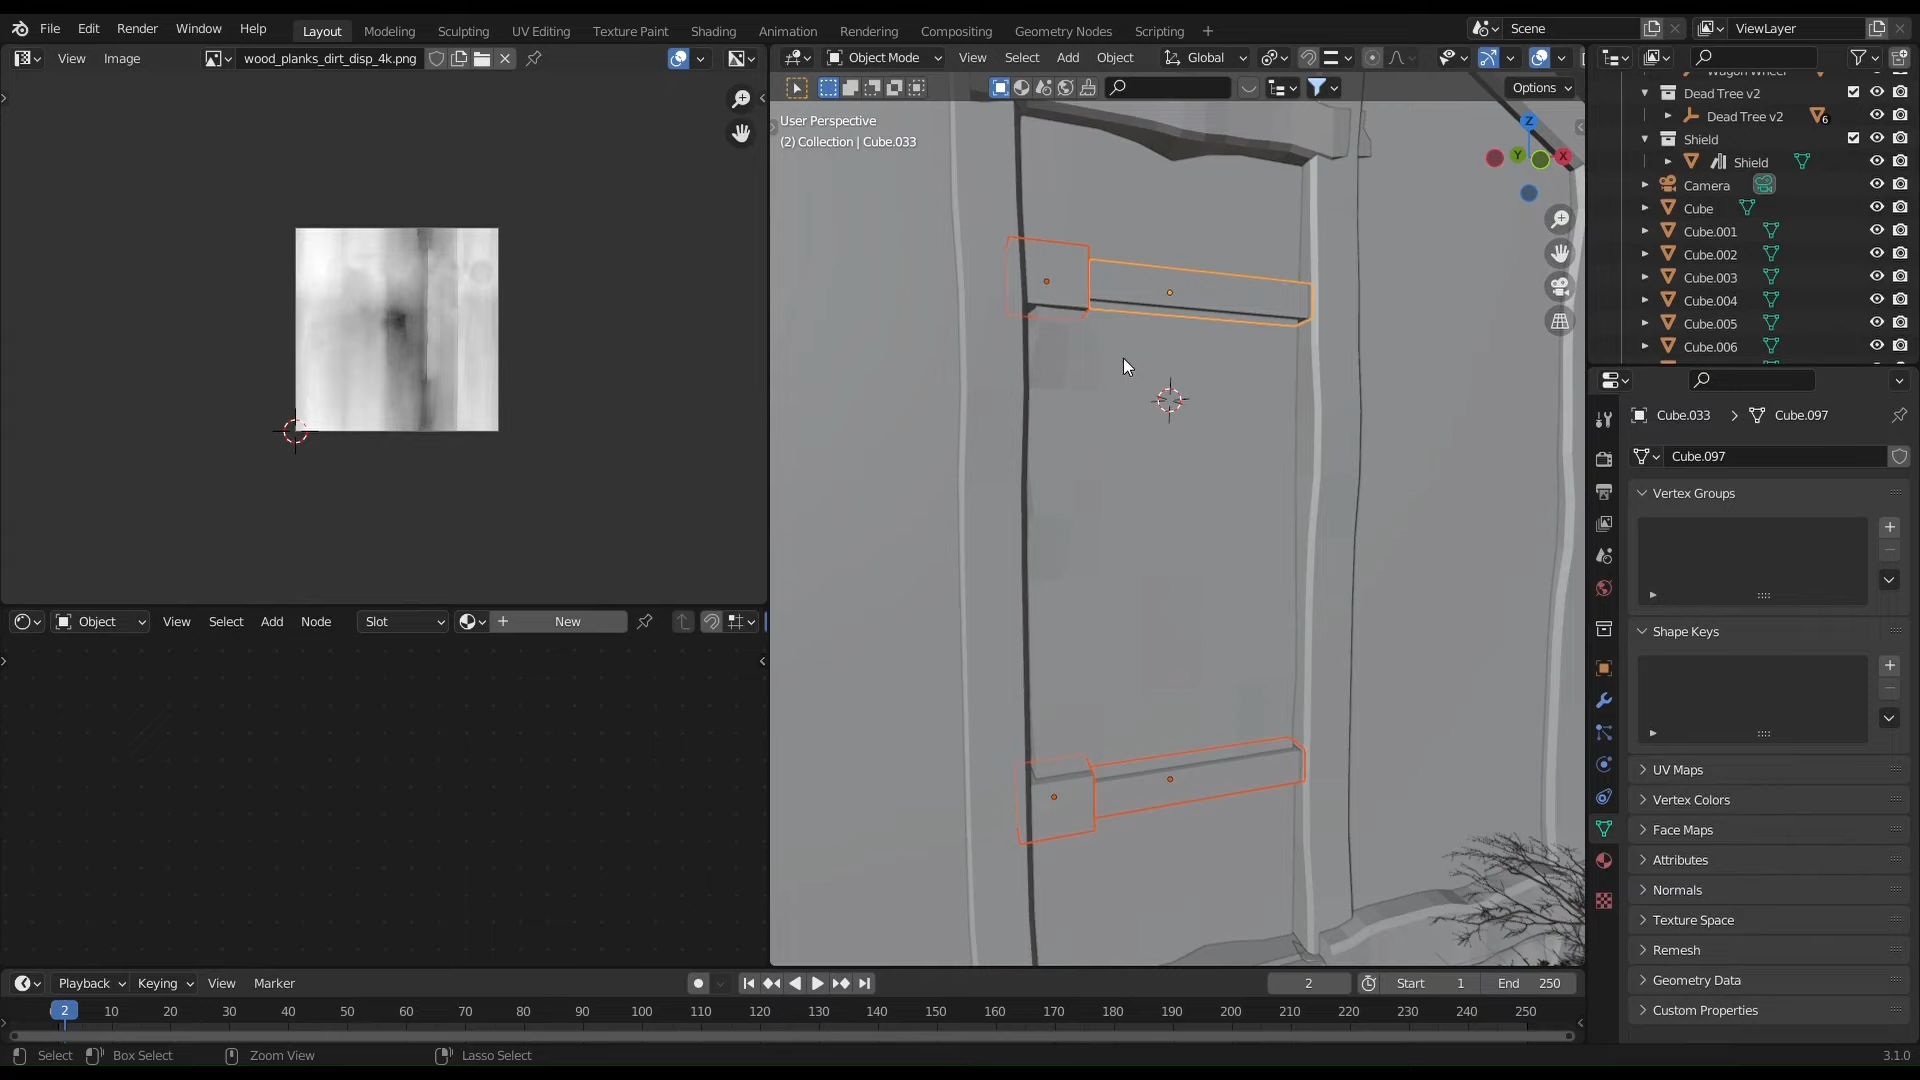 File Edit Render Window Help Layout Modeling Sculpting UV Editing Texture Paint Shading Animation Rendering Compositing Geometry Nodes Scripting + Scene ViewLayer
View Image wood_planks_dirt_disp_4k.png
Object Mode View Select Add Object Global
Options
User Perspective
(2) Collection | Cube.033
Z
Y X
Wagon Wheel
Dead Tree v2
Dead Tree v2 6
Shield
Shield
Camera
Cube
Cube.001
Cube.002
Cube.003
Cube.004
Cube.005
Cube.006
Cube.033 > Cube.097
Cube.097
Vertex Groups
Shape Keys
UV Maps
Vertex Colors
Face Maps
Attributes
Normals
Texture Space
Remesh
Geometry Data
Custom Properties
Object View Select Add Node Slot + New
Playback Keying View Marker 2 Start 1 End 250
2 10 20 30 40 50 60 70 80 90 100 110 120 130 140 150 160 170 180 190 200 210 220 230 240 250
Select Box Select Zoom View Lasso Select 3.1.0